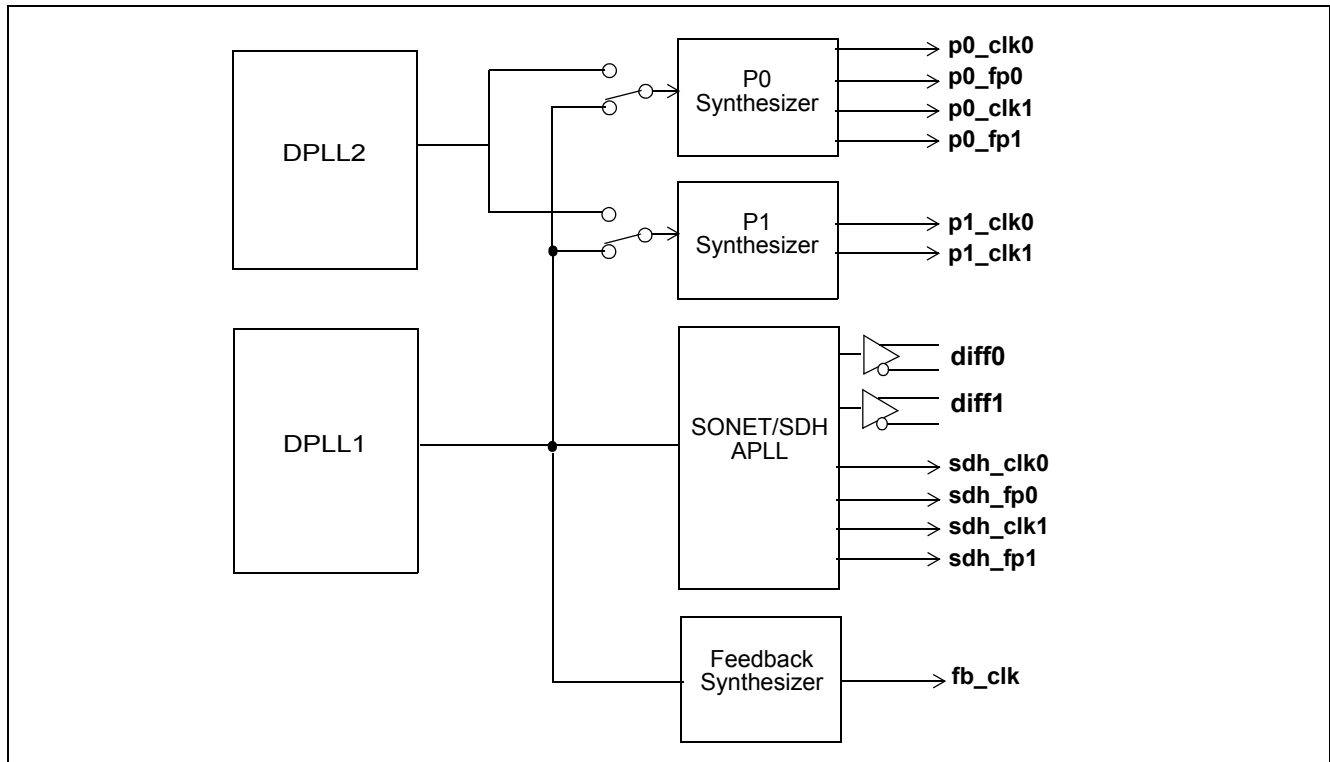 DPLL2
P0
Synthesizer
p0_clk0
p0_fp0
p0_clk1
p0_fp1
P1
Synthesizer
p1_clk0
p1_clk1
DPLL1
SONET/SDH
APLL
diff0
diff1
sdh_clk0
sdh_fp0
sdh_clk1
sdh_fp1
Feedback
Synthesizer
fb_clk